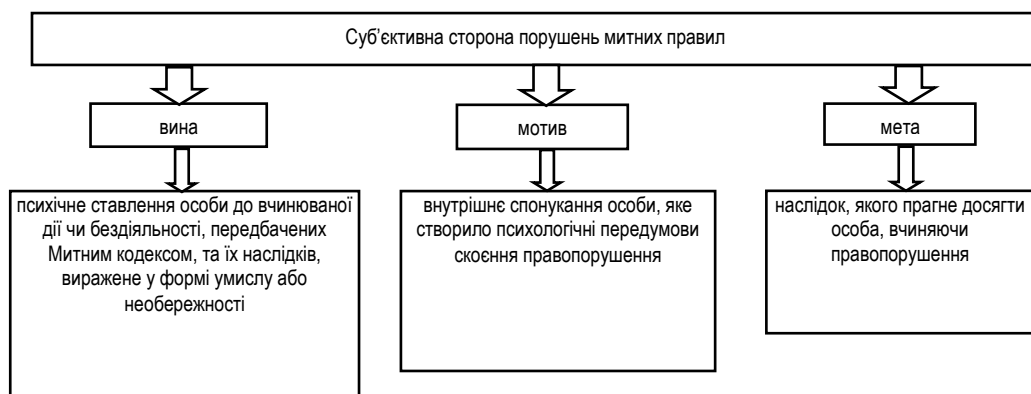 Суб’єктивна сторона порушень митних правил
вина
мотив
мета
психічне ставлення особи до вчинюваної
дії чи бездіяльності, передбачених
Митним кодексом, та їх наслідків,
виражене у формі умислу або
необережності
внутрішнє спонукання особи, яке
створило психологічні передумови
скоєння правопорушення
наслідок, якого прагне досягти
особа, вчиняючи
правопорушення